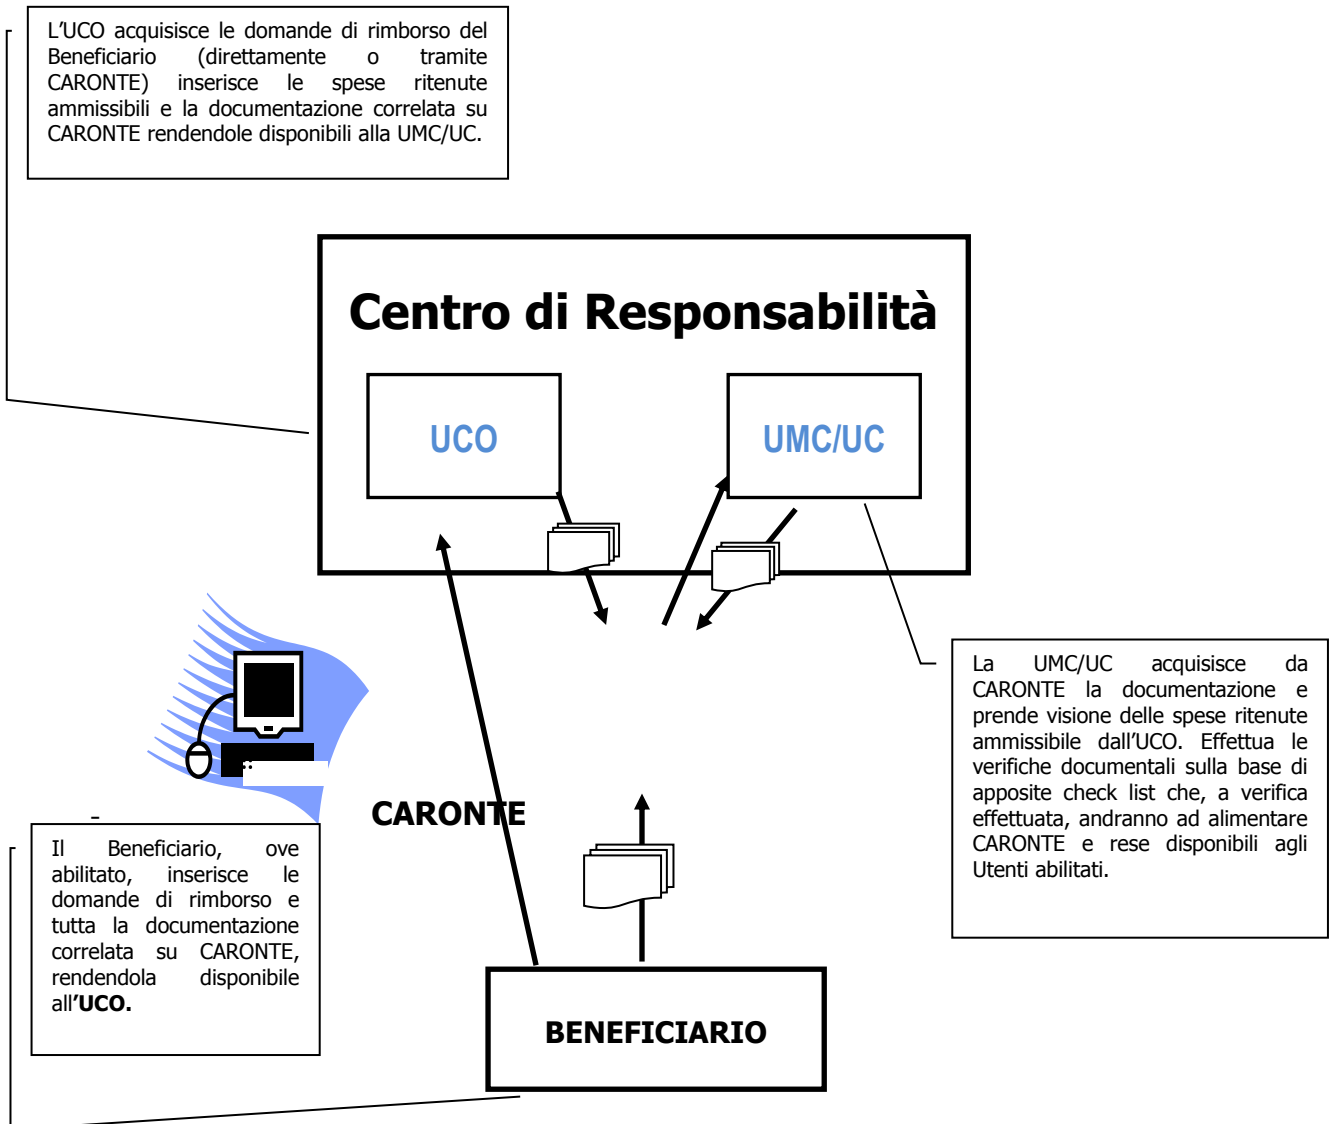 L'UCO acquisisce le domande di rimborso del
Beneficiario (direttamente o tramite
CARONTE) inserisce le spese ritenute
ammissibili e la documentazione correlata su
CARONTE rendendole disponibili alla UMC/UC.
Centro di Responsabilità
UCO
UMC/UC
La UMC/UC acquisisce da
CARONTE la documentazione e
prende visione delle spese ritenute
ammissibile dall'UCO. Effettua le
verifiche documentali sulla base di
apposite check list che, a verifica
effettuata, andranno ad alimentare
CARONTE e rese disponibili agli
Utenti abilitati.
CARONTE
Il Beneficiario, ove
abilitato, inserisce le
domande di rimborso e
tutta la documentazione
correlata su CARONTE,
rendendola disponibile
all'UCO.
BENEFICIARIO